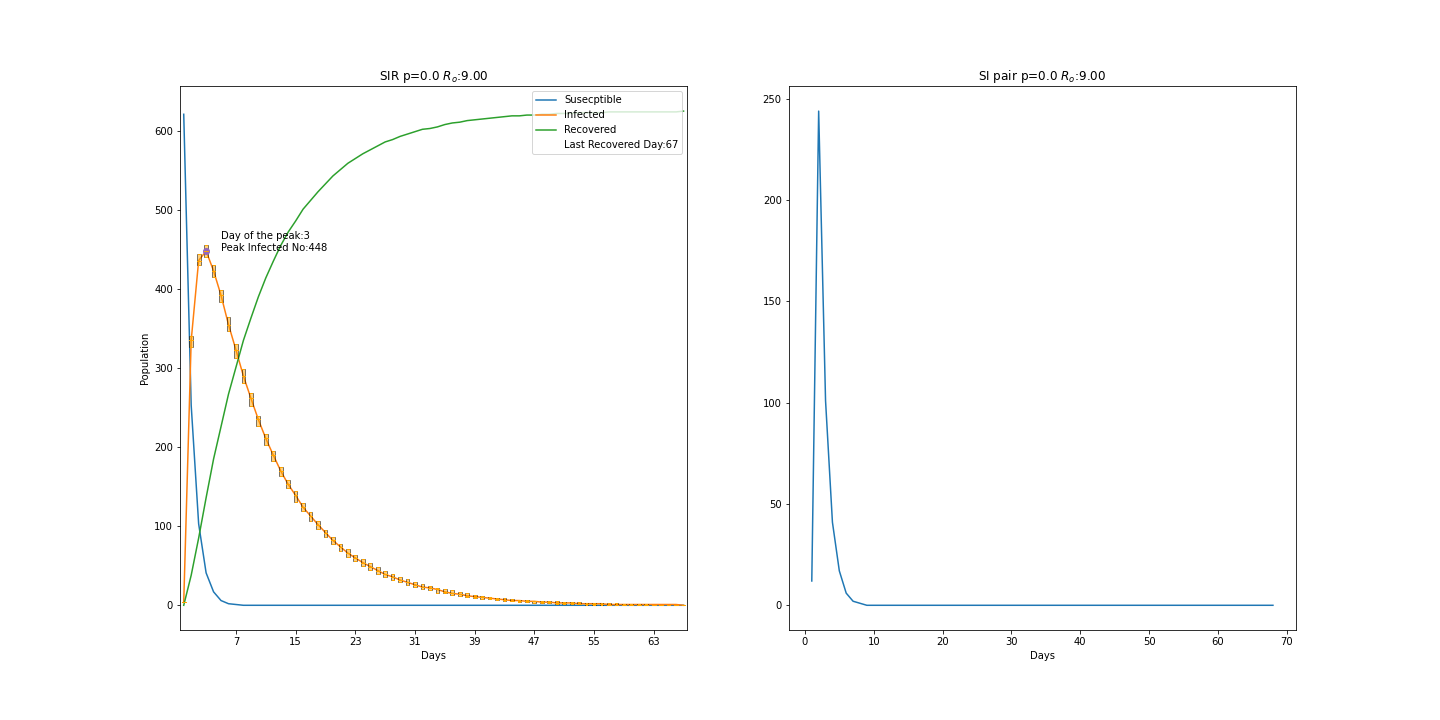 SIR p=0.0 Rₒ:9.00
Susecptible
Infected
Recovered
Last Recovered Day:67
Day of the peak:3
Peak Infected No:448
Population
600
500
400
300
200
100
0
7 15 23 31 39 47 55 63
Days
SI pair p=0.0 Rₒ:9.00
250
200
150
100
50
0
0 10 20 30 40 50 60 70
Days